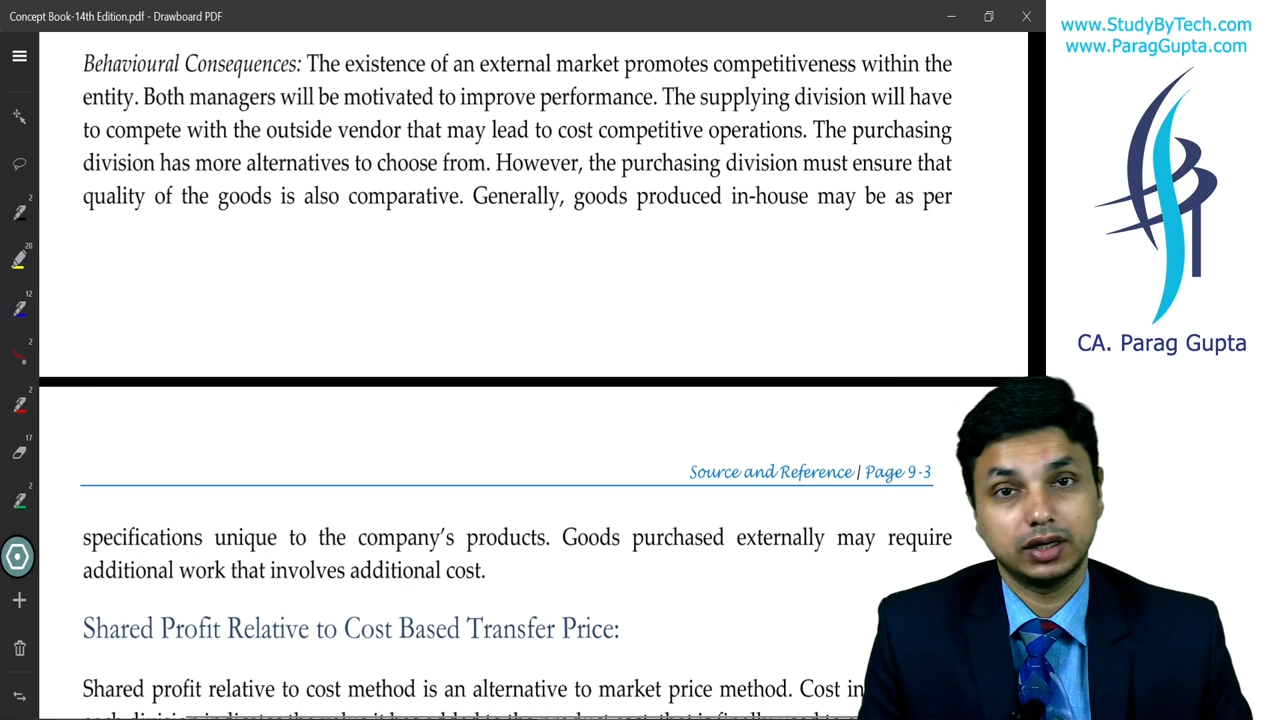 Concept Book-14th Edition.pdf - Drawboard PDF
www.StudyByTech.com
www.ParagGupta.com
Behavioural Consequences: The existence of an external market promotes competitiveness within the
entity. Both managers will be motivated to improve performance. The supplying division will have
to compete with the outside vendor that may lead to cost competitive operations. The purchasing
division has more alternatives to choose from. However, the purchasing division must ensure that
quality of the goods is also comparative. Generally, goods produced in-house may be as per
2
20
12
2
2
17
2
CA. Parag Gupta
Source and Reference | Page 9-3
specifications unique to the company's products. Goods purchased externally may require
additional work that involves additional cost.
Shared Profit Relative to Cost Based Transfer Price:
Shared profit relative to cost method is an alternative to market price method. Cost in